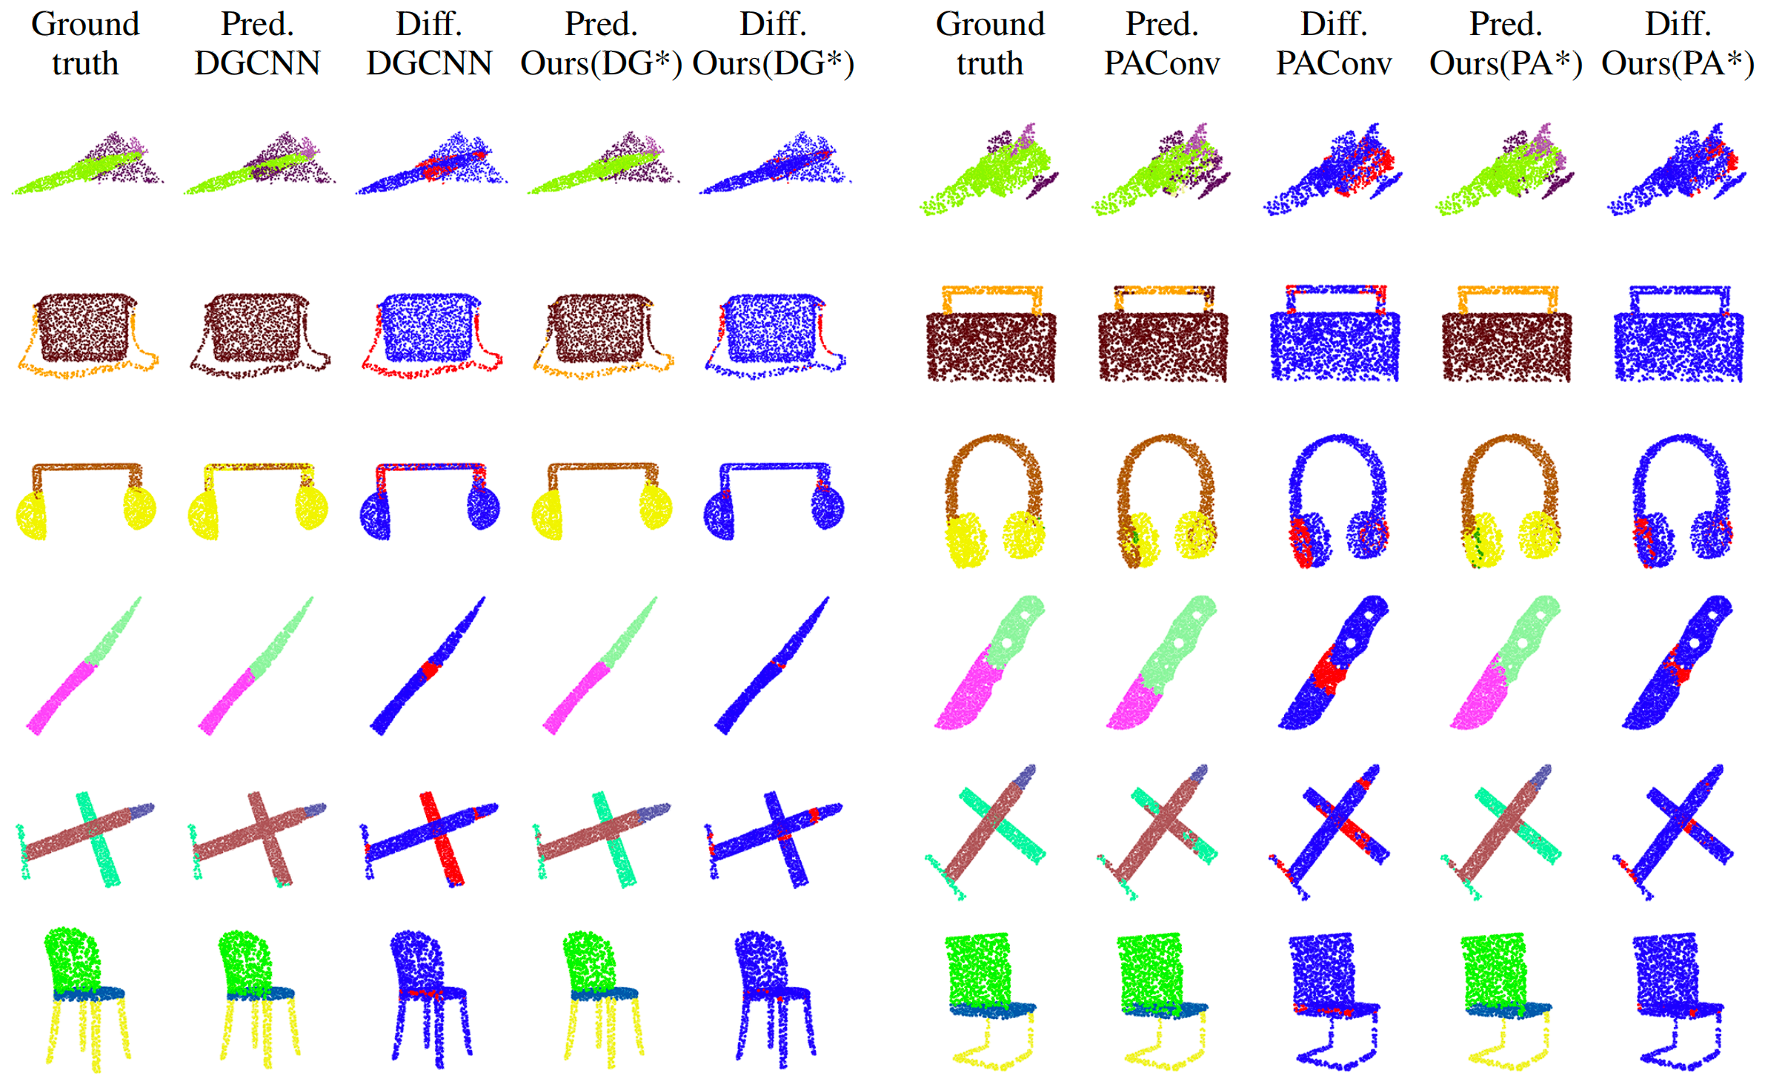 Ground truth
Pred. DGCNN
Diff. DGCNN
Pred. Ours(DG*)
Diff. Ours(DG*)
Ground truth
Pred. PAConv
Diff. PAConv
Pred. Ours(PA*)
Diff. Ours(PA*)